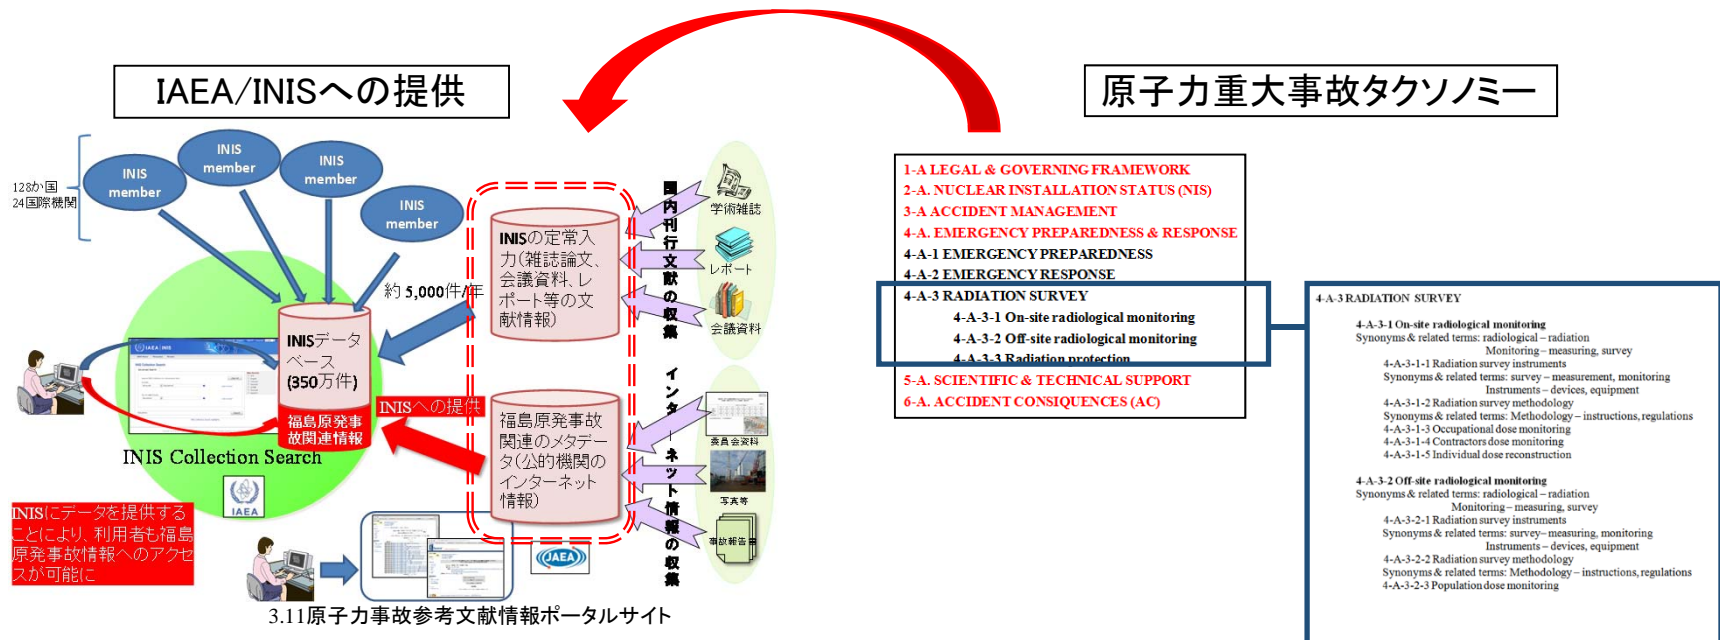 IAEA/INISへの提供
原子力重大事故タクソノミー
128か国
24国際機関
INIS
member
INIS
member
INIS
member
INIS
member
約 5,000件/年
INISデータ
ベース
(350万件)
福島原発事
故関連情報
INISへの提供
INIS Collection Search
IAEA
INISにデータを提供する
ことにより、利用者も福島
原発事故情報へのアクセ
スが可能に
INISの定常入
力(雑誌論文、
会議資料、レ
ポート等の文
献情報)
福島原発事故
関連のメタデー
タ(公的機関の
インターネット
情報)
国内刊行文献の収集
インターネット情報の収集
学術雑誌
レポート
会議資料
委員会資料
写真等
事故報告書
JAEA
3.11原子力事故参考文献情報ポータルサイト
1-A LEGAL & GOVERNING FRAMEWORK
2-A. NUCLEAR INSTALLATION STATUS (NIS)
3-A ACCIDENT MANAGEMENT
4-A. EMERGENCY PREPAREDNESS & RESPONSE
4-A-1 EMERGENCY PREPAREDNESS
4-A-2 EMERGENCY RESPONSE
4-A-3 RADIATION SURVEY
4-A-3-1 On-site radiological monitoring
4-A-3-2 Off-site radiological monitoring
4-A-3-3 Radiation protection
5-A. SCIENTIFIC & TECHNICAL SUPPORT
6-A. ACCIDENT CONSIQUENCES (AC)
4-A-3 RADIATION SURVEY
4-A-3-1 On-site radiological monitoring
Synonyms & related terms: radiological – radiation
Monitoring – measuring, survey
4-A-3-1-1 Radiation survey instruments
Synonyms & related terms: survey – measurement, monitoring
Instruments – devices, equipment
4-A-3-1-2 Radiation survey methodology
Synonyms & related terms: Methodology – instructions, regulations
4-A-3-1-3 Occupational dose monitoring
4-A-3-1-4 Contractors dose monitoring
4-A-3-1-5 Individual dose reconstruction
4-A-3-2 Off-site radiological monitoring
Synonyms & related terms: radiological – radiation
Monitoring – measuring, survey
4-A-3-2-1 Radiation survey instruments
Synonyms & related terms: survey – measuring, monitoring
Instruments – devices, equipment
4-A-3-2-2 Radiation survey methodology
Synonyms & related terms: Methodology – instructions, regulations
4-A-3-2-3 Population dose monitoring